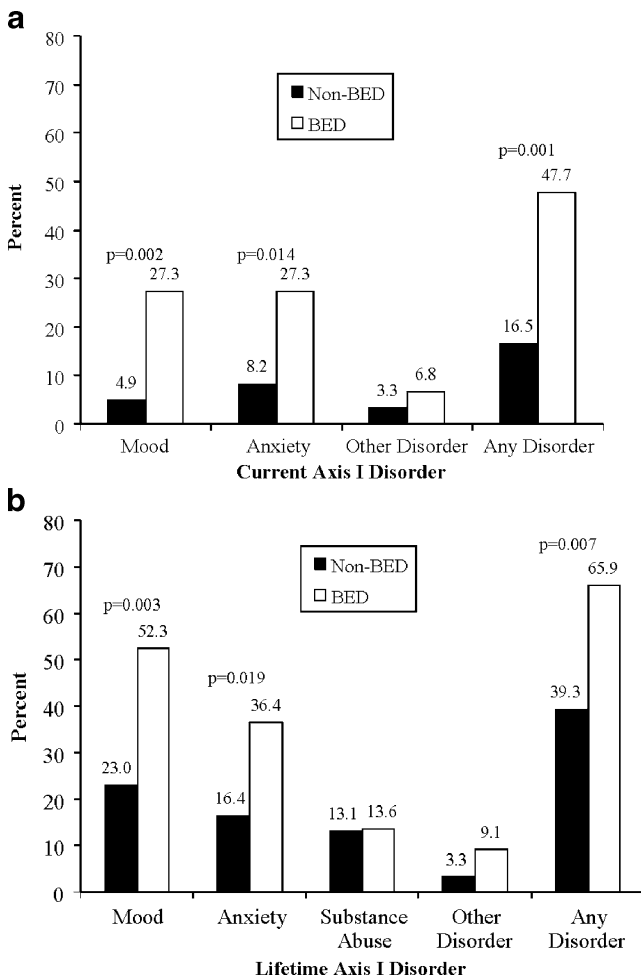 a
80
70
60
50
40
30
20
10
0
Percent
Non-BED
BED
p=0.002
27.3
4.9
p=0.014
27.3
8.2
3.3
6.8
p=0.001
47.7
16.5
Mood Anxiety Other Disorder Any Disorder
Current Axis I Disorder
b
80
70
60
50
40
30
20
10
0
Percent
Non-BED
BED
p=0.003
52.3
23.0
p=0.019
36.4
16.4
13.1
13.6
3.3
9.1
p=0.007
65.9
39.3
Mood Anxiety Substance Other Any
Abuse Disorder Disorder
Lifetime Axis I Disorder